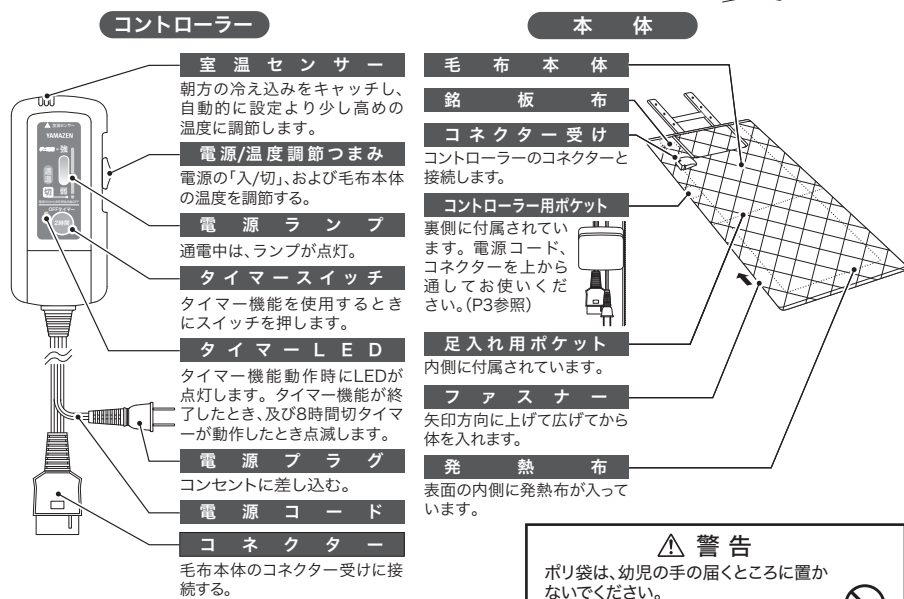 コントローラー
室温センサー
朝方の冷え込みをキャッチし、
自動的に設定より少し高めの
温度に調節します。
電源/温度調節つまみ
電源の「入/切」、および毛布本体
の温度を調節する。
電源ランプ
通電中は、ランプが点灯。
タイマースイッチ
タイマー機能を使用するとき
にスイッチを押します。
タイマーLED
タイマー機能動作時にLEDが
点灯します。タイマー機能が終
了したとき、及び8時間切タイマ
ーが動作したとき点滅します。
電源プラグ
コンセントに差し込む。
電源コード
コネクター
毛布本体のコネクター受けに接
続する。
YAMAZEN
強
切
弱
OFFタイマー
本体
毛布本体
銘板布
コネクター受け
コントローラーのコネクターと
接続します。
コントローラー用ポケット
裏側に付属されてい
ます。電源コード、
コネクターを上から
通してお使いくだ
さい。(P3参照)
足入れ用ポケット
内側に付属されています。
ファスナー
矢印方向に上げて広げてから
体を入れます。
発熱布
表面の内側に発熱布が入って
います。
警告
ポリ袋は、幼児の手の届くところに置か
ないでください。